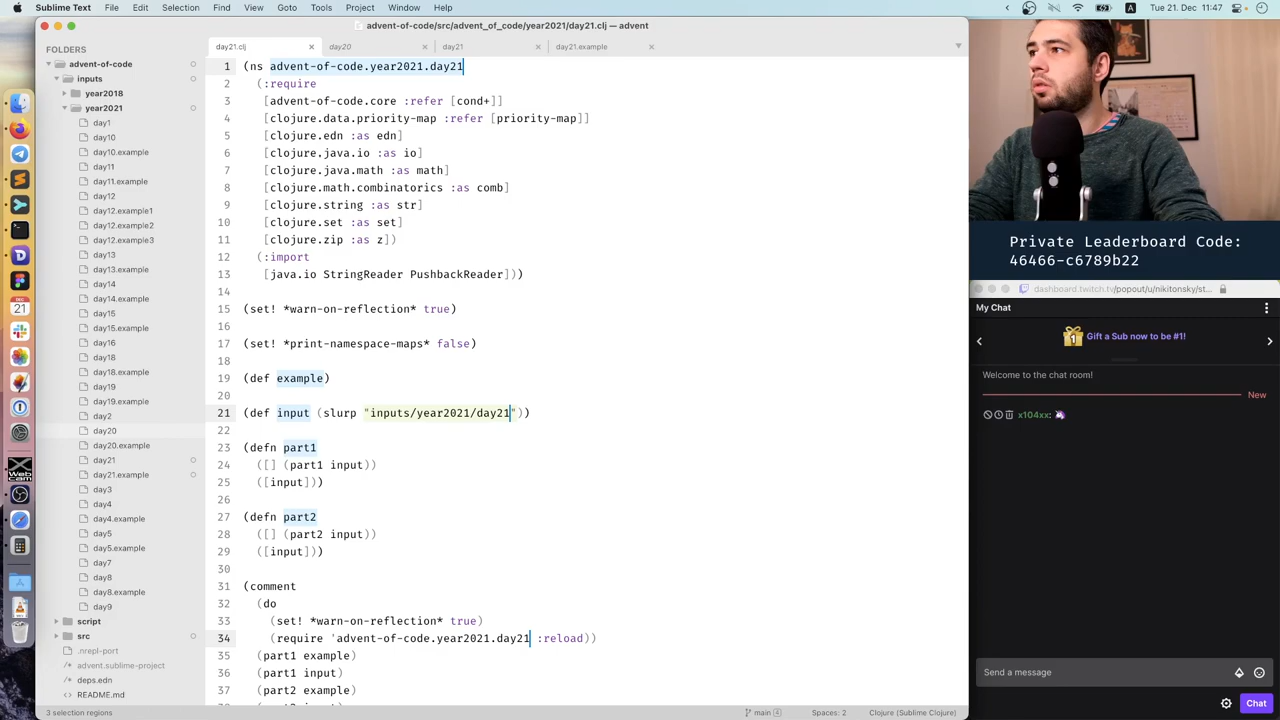 Sublime Text File Edit Selection Find View Goto Tools Project Window Help
A Tue 21. Dec 11:47
advent-of-code/src/advent_of_code/year2021/day21.clj — advent
FOLDERS
advent-of-code
inputs
year2018
year2021
day1
day10
day10.example
day11
day11.example
day12
day12.example1
day12.example2
day12.example3
day13
day13.example
day14
day14.example
day15
day15.example
day16
day18
day18.example
day19
day19.example
day2
day20
day20.example
day21
day21.example
day3
day4
day4.example
day5
day5.example
day7
day8
day8.example
day9
script
src
.nrepl-port
advent.sublime-project
deps.edn
README.md
day21.clj day20 day21 day21.example
1 (ns advent-of-code.year2021.day21
2 (:require
3 [advent-of-code.core :refer [cond+]]
4 [clojure.data.priority-map :refer [priority-map]]
5 [clojure.edn :as edn]
6 [clojure.java.io :as io]
7 [clojure.java.math :as math]
8 [clojure.math.combinatorics :as comb]
9 [clojure.string :as str]
10 [clojure.set :as set]
11 [clojure.zip :as z])
12 (:import
13 [java.io StringReader PushbackReader]))
14
15 (set! *warn-on-reflection* true)
16
17 (set! *print-namespace-maps* false)
18
19 (def example)
20
21 (def input (slurp "inputs/year2021/day21"))
22
23 (defn part1
24 ([] (part1 input))
25 ([input]))
26
27 (defn part2
28 ([] (part2 input))
29 ([input]))
30
31 (comment
32 (do
33 (set! *warn-on-reflection* true)
34 (require 'advent-of-code.year2021.day21 :reload))
35 (part1 example)
36 (part1 input)
37 (part2 example)
3 selection regions
main 4 Spaces: 2 Clojure (Sublime Clojure)
Private Leaderboard Code:
46466-c6789b22
dashboard.twitch.tv/popout/u/nikitonsky/st...
My Chat
1 Gift a Sub now to be #1!
Welcome to the chat room!
New
x104xx:
Send a message
Chat